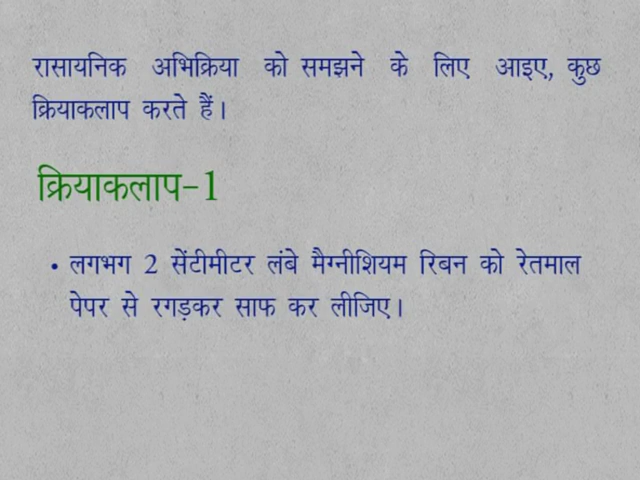 रासायनिक अभिक्रिया को समझने के लिए आइए, कुछ
क्रियाकलाप करते हैं।
क्रियाकलाप-1
• लगभग 2 सेंटीमीटर लंबे मैग्नीशियम रिबन को रेतमाल
पेपर से रगड़कर साफ कर लीजिए।